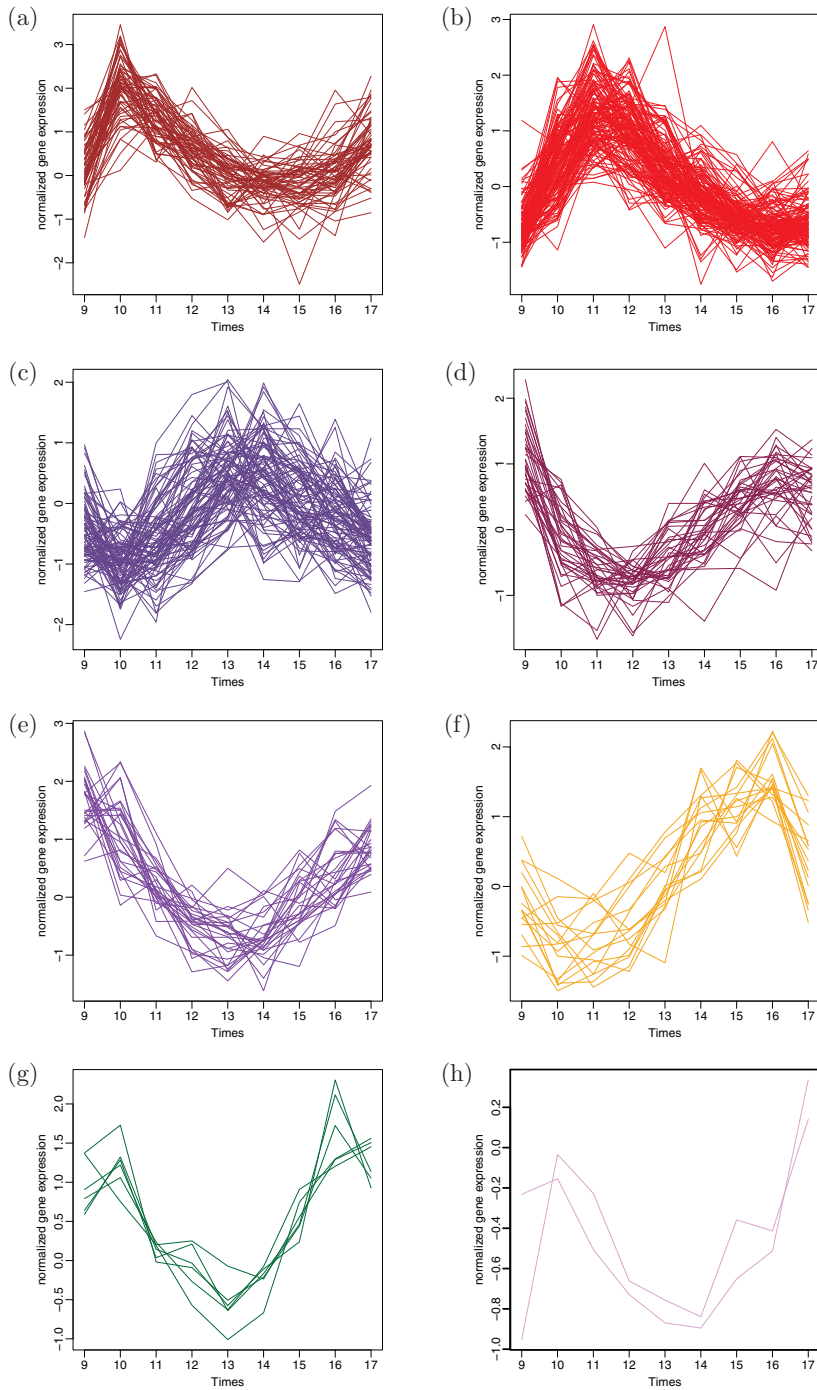 (a)
normalized gene expression
3
2
1
0
−1
−2
9 10 11 12 13 14 15 16 17
Times
(b)
normalized gene expression
3
2
1
0
−1
9 10 11 12 13 14 15 16 17
Times
(c)
normalized gene expression
2
1
0
−1
−2
9 10 11 12 13 14 15 16 17
Times
(d)
normalized gene expression
2
1
0
−1
9 10 11 12 13 14 15 16 17
Times
(e)
normalized gene expression
3
2
1
0
−1
9 10 11 12 13 14 15 16 17
Times
(f)
normalized gene expression
2
1
0
−1
9 10 11 12 13 14 15 16 17
Times
(g)
normalized gene expression
2.0
1.5
1.0
0.5
0.0
−0.5
−1.0
9 10 11 12 13 14 15 16 17
Times
(h)
normalized gene expression
0.2
0.0
−0.2
−0.4
−0.6
−0.8
−1.0
9 10 11 12 13 14 15 16 17
Times